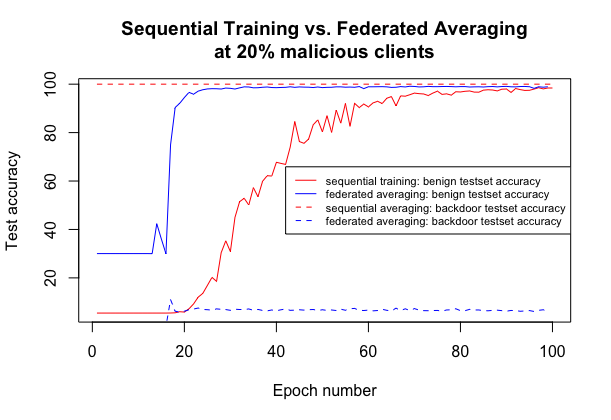 Sequential Training vs. Federated Averaging
at 20% malicious clients
Test accuracy
100
80
60
40
20
sequential training: benign testset accuracy
federated averaging: benign testset accuracy
sequential averaging: backdoor testset accuracy
federated averaging: backdoor testset accuracy
0 20 40 60 80 100
Epoch number